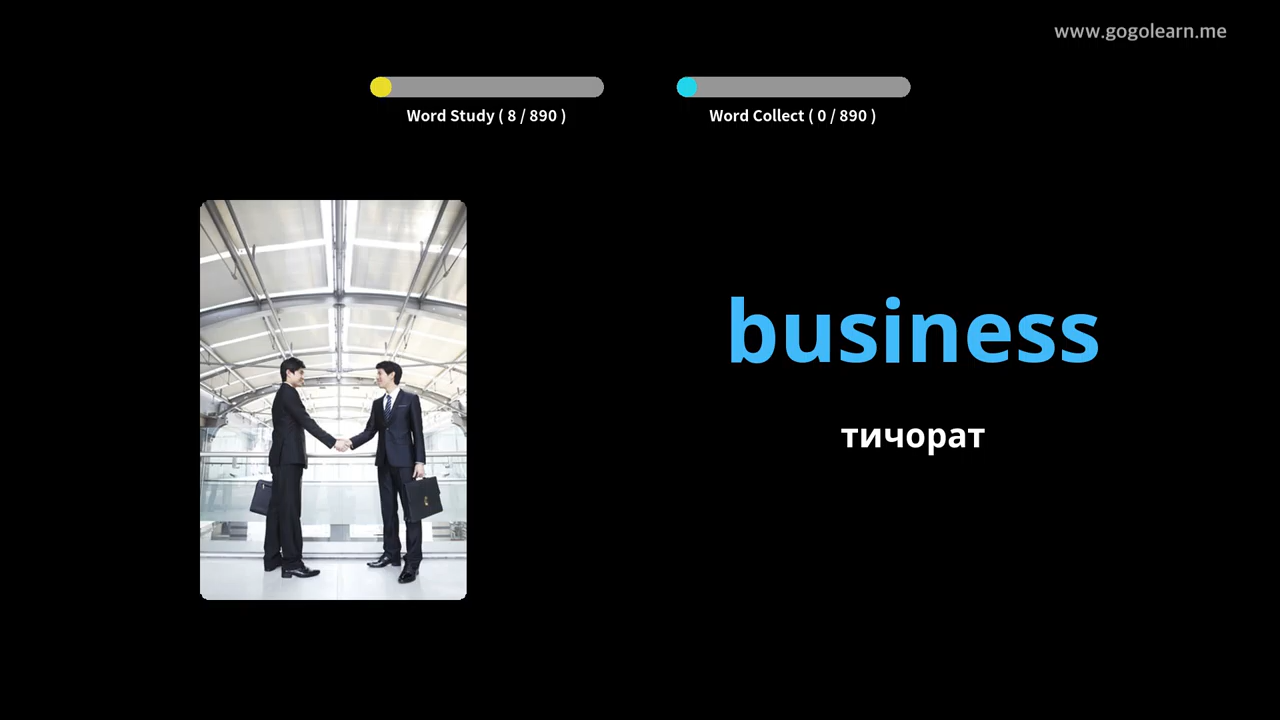 www.gogolearn.me
Word Study ( 8 / 890 )
Word Collect ( 0 / 890 )
business
тичорат